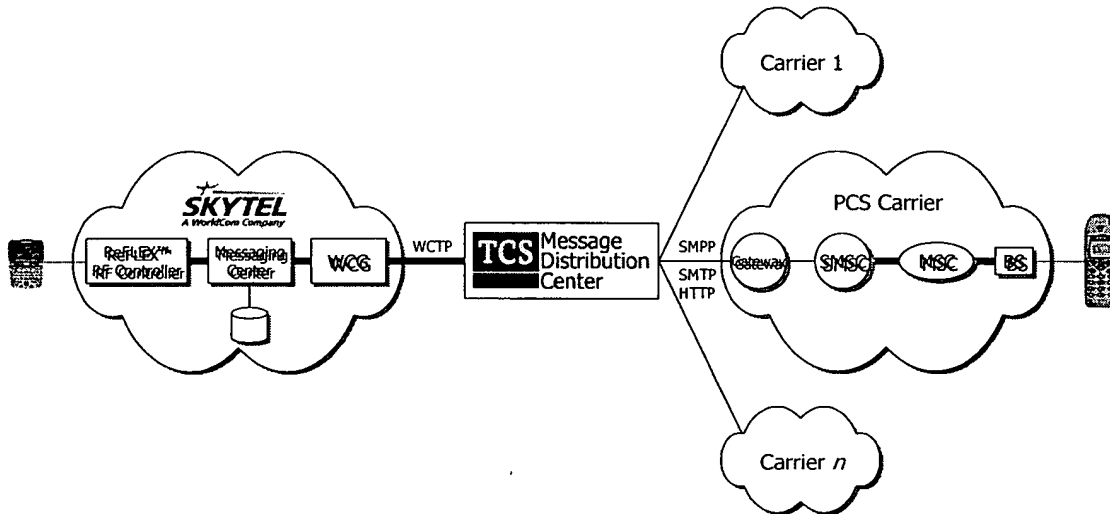 Carrier 1
SKYTEL
A WorldCom Company
ReFLEX™
RF Controller
Messaging
Center
WCG
WCTP
TCS
Message
Distribution
Center
SMPP
SMTP
HTTP
PCS Carrier
Gateway
SMSC
MSC
BS
Carrier n